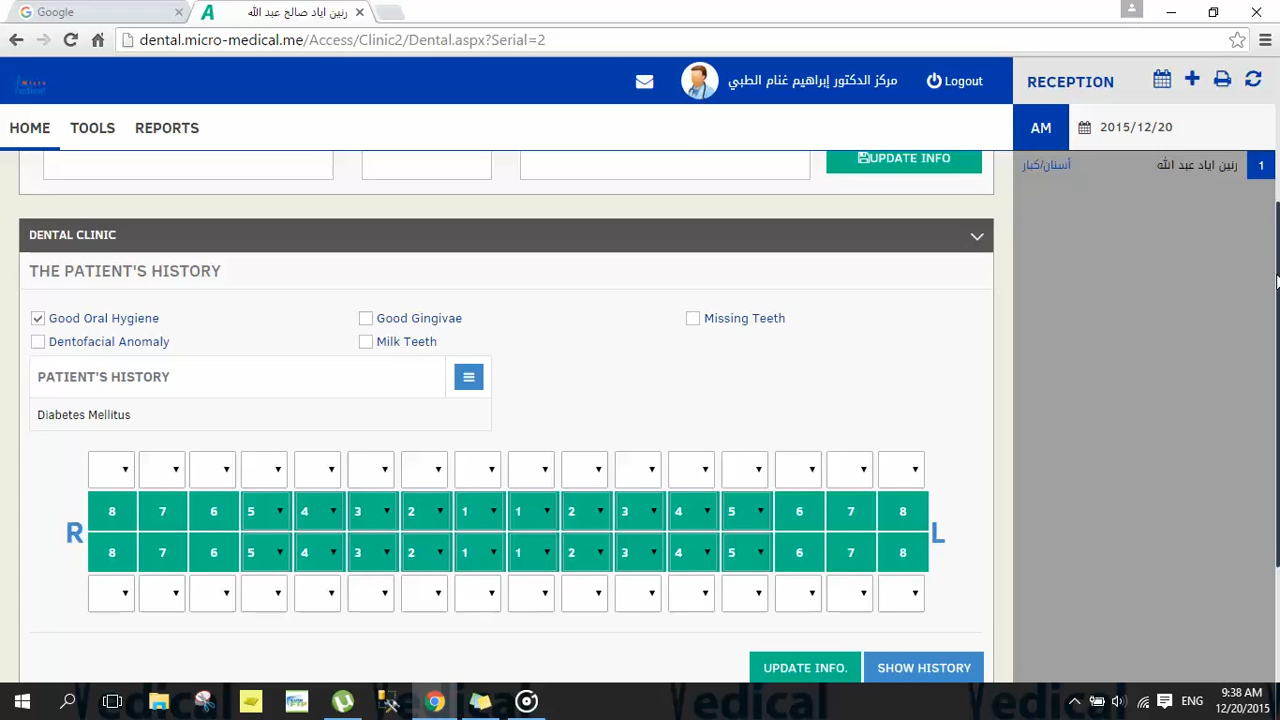 Google
رنين اياد صالح عبد الله
dental.micro-medical.me/Access/Clinic2/Dental.aspx?Serial=2
مركز الدكتور إبراهيم غنام الطبي
Logout
RECEPTION
HOME TOOLS REPORTS
AM 2015/12/20
UPDATE INFO
أسنان/كبار رنين اياد عبد الله 1
DENTAL CLINIC
THE PATIENT'S HISTORY
Good Oral Hygiene Good Gingivae Missing Teeth
Dentofacial Anomaly Milk Teeth
PATIENT'S HISTORY
Diabetes Mellitus
8 7 6 5 4 3 2 1 1 2 3 4 5 6 7 8
R L
8 7 6 5 4 3 2 1 1 2 3 4 5 6 7 8
UPDATE INFO. SHOW HISTORY
ENG
9:38 AM
12/20/2015